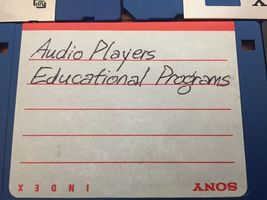 Audio Players
Educational Programs
SONY
INDEX